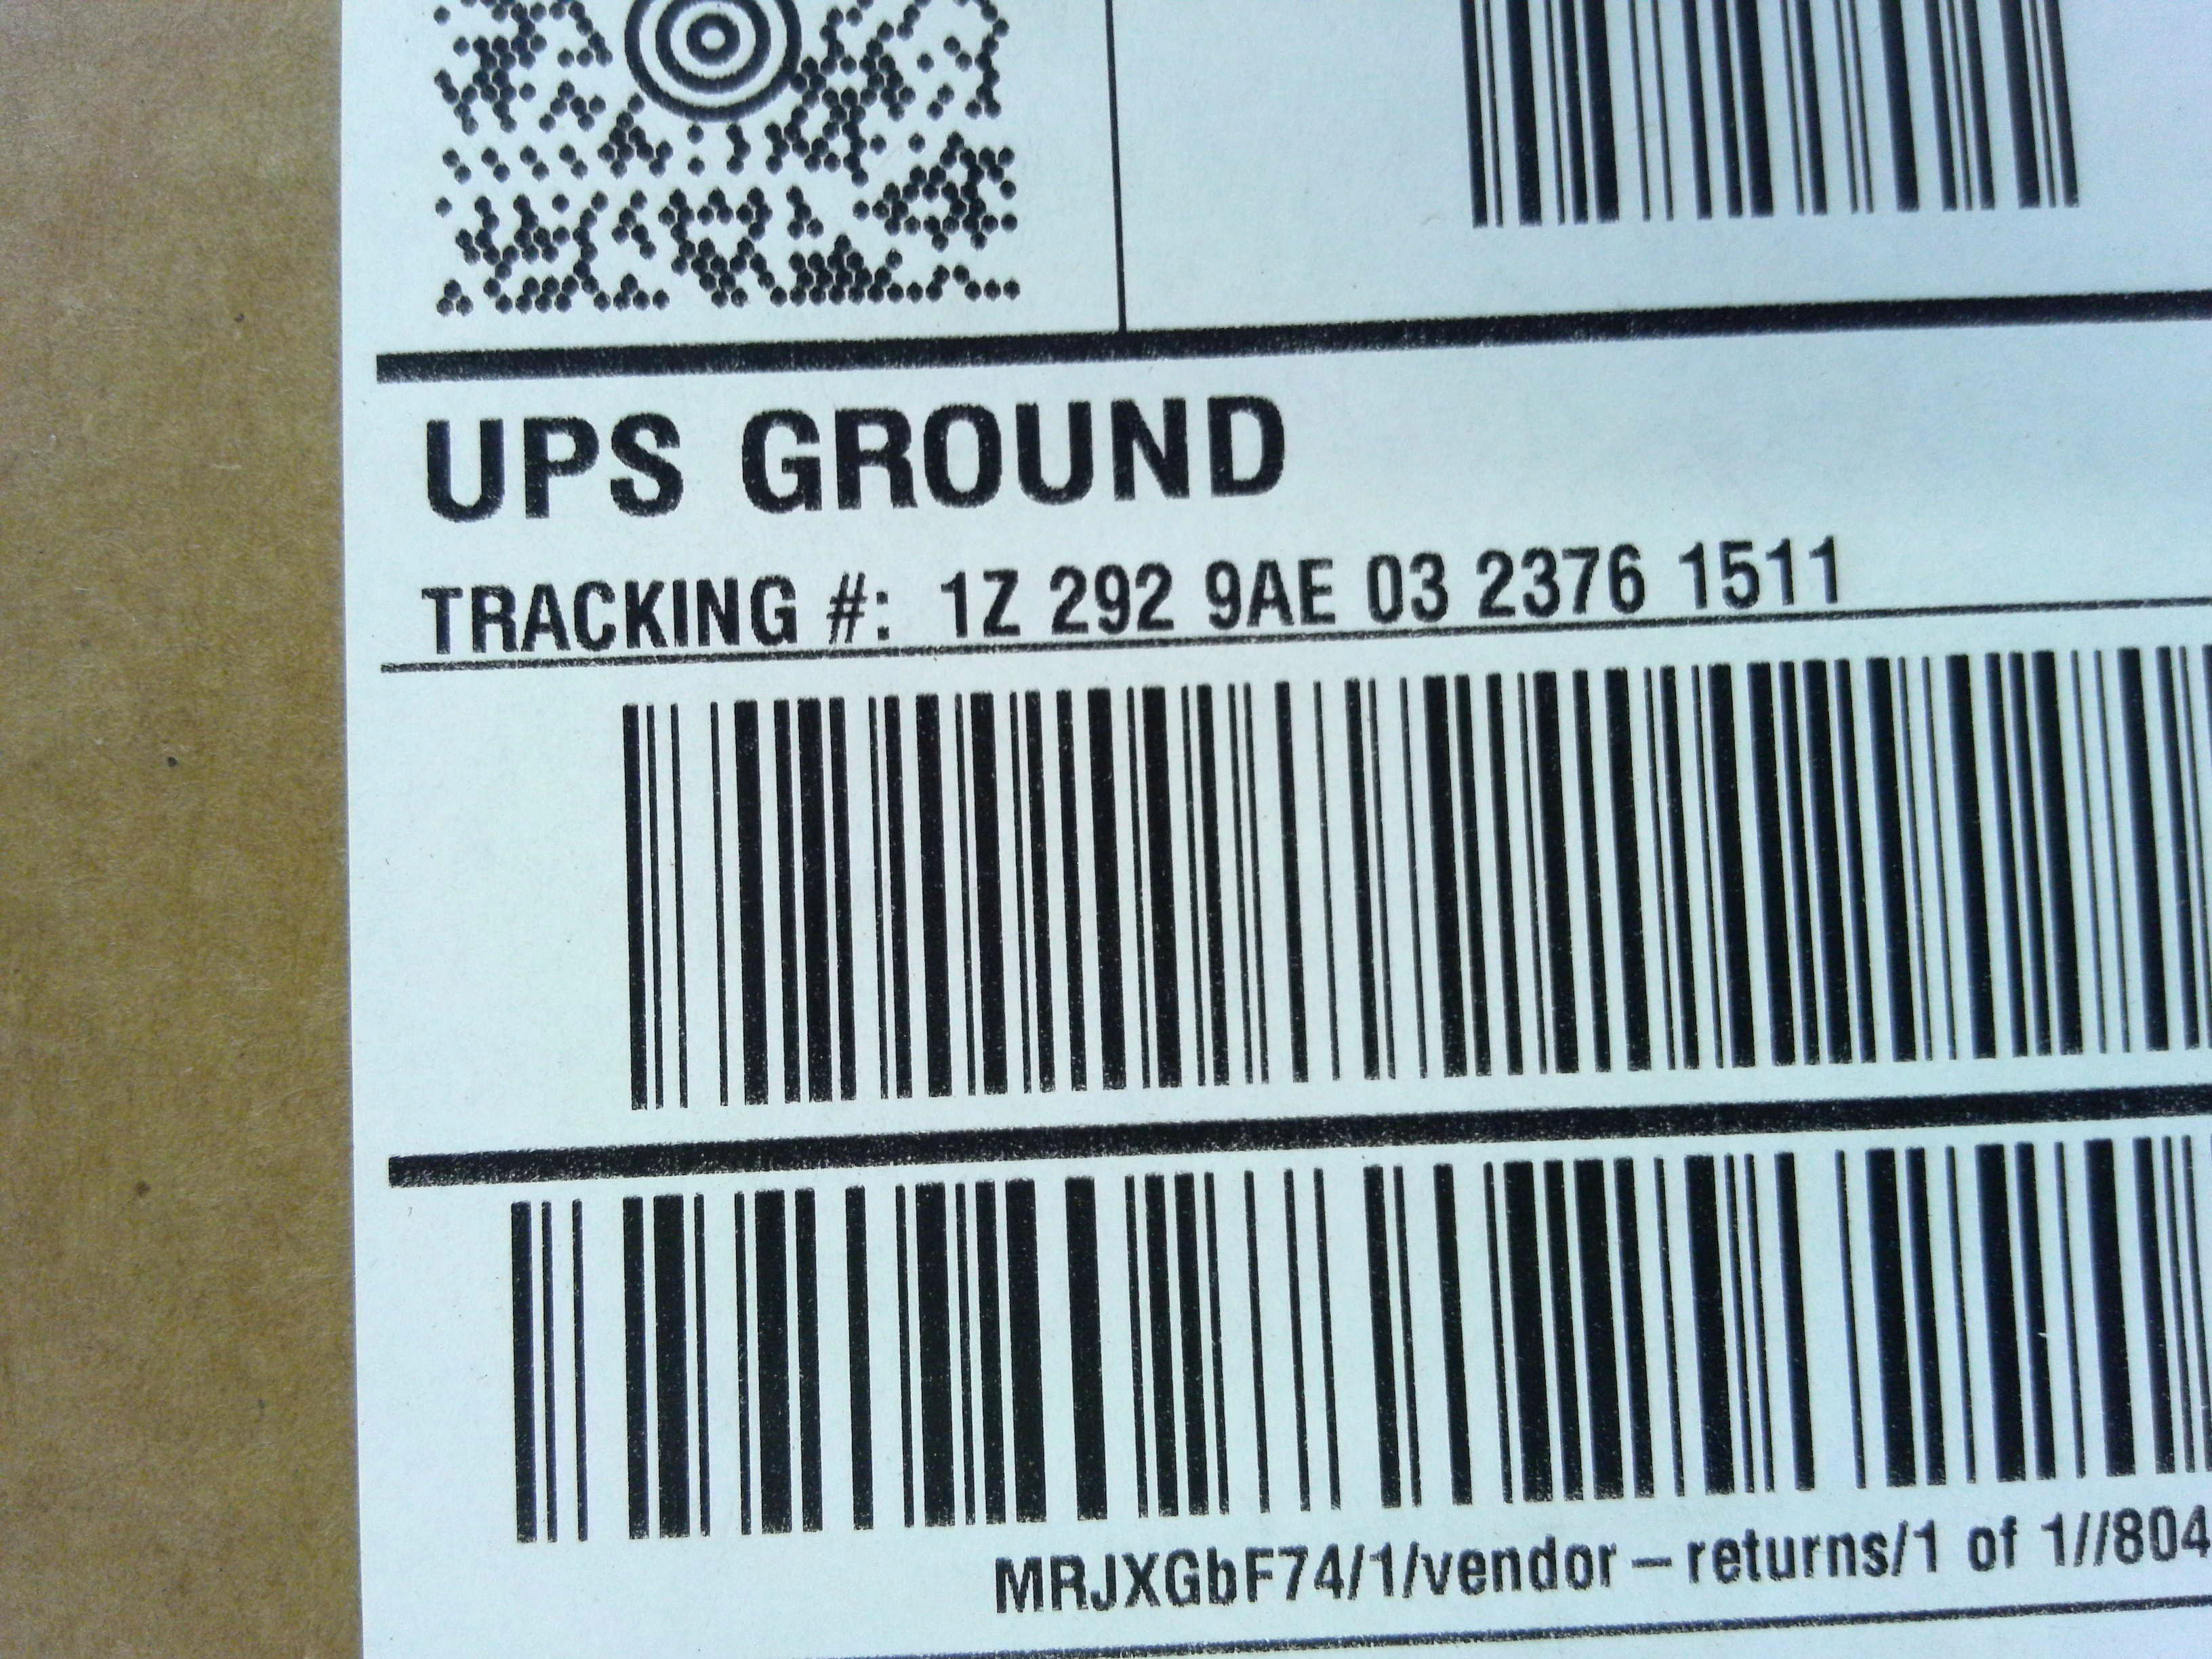 UPS GROUND
TRACKING #: 1Z 292 9AE 03 2376 1511
MRJXGbF74/1/vendor-returns/1 of 1//804